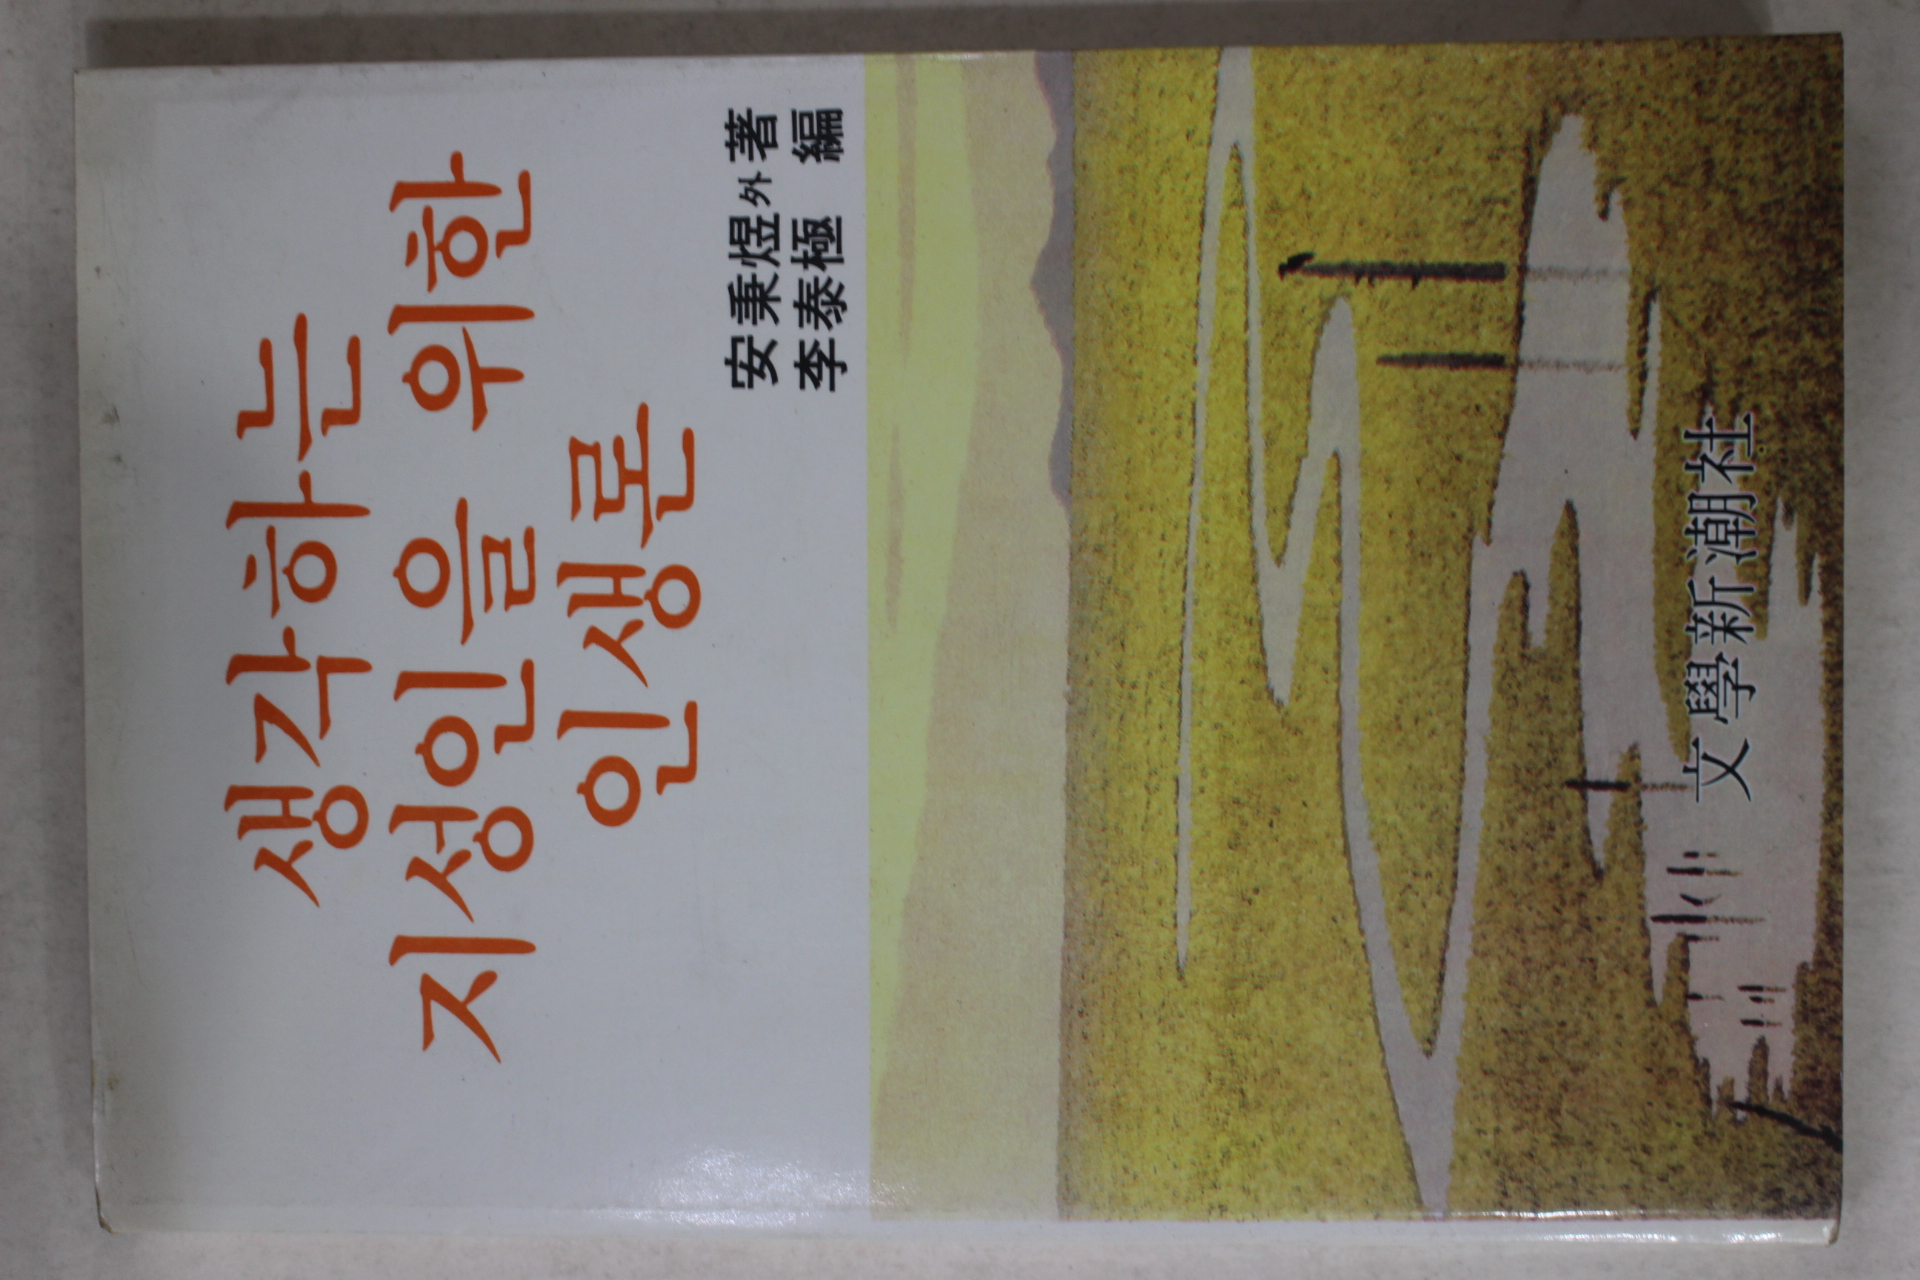 생각하는
지성인을 위한
인생론
安秉煜 外 著
李泰極 編
文學新潮社